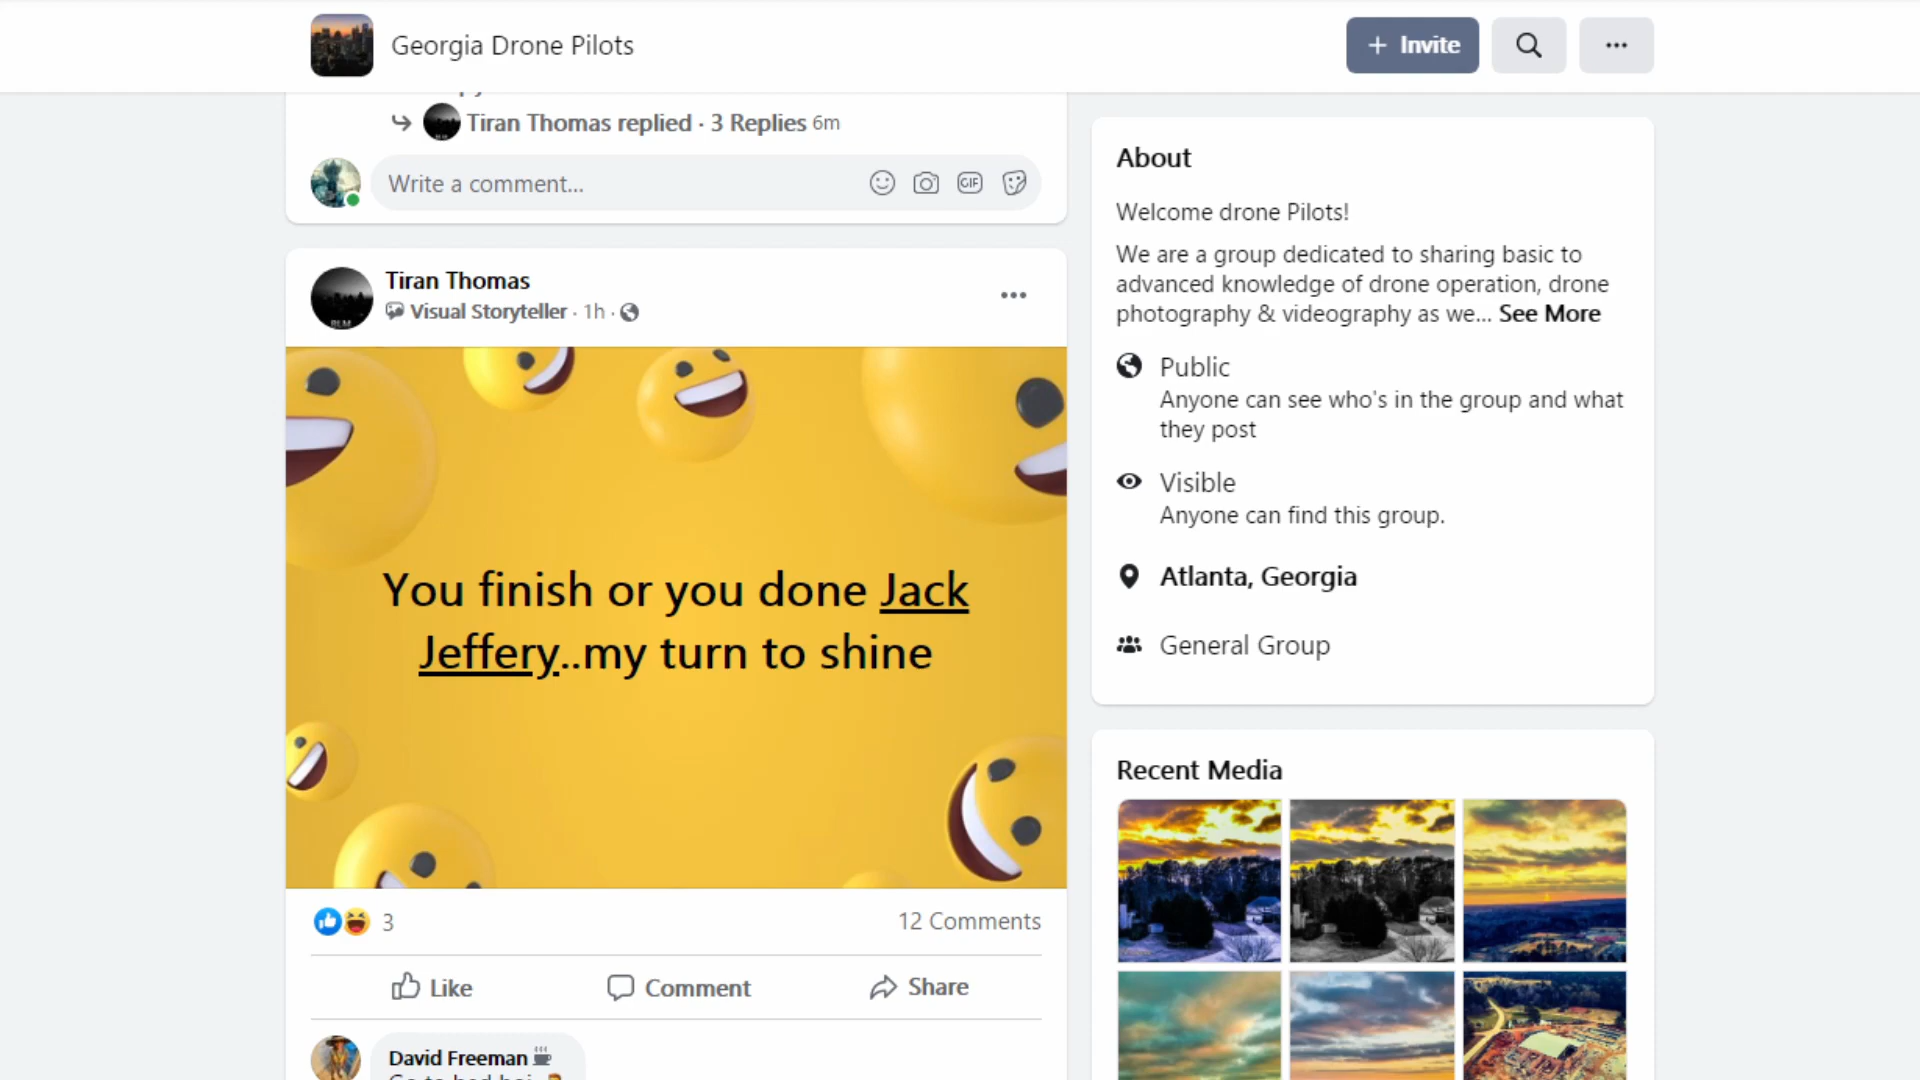 Georgia Drone Pilots
+ Invite
Tiran Thomas replied · 3 Replies 6m
Write a comment...
GIF
Tiran Thomas
Visual Storyteller · 1h ·
BLM
You finish or you done Jack
Jeffery..my turn to shine
3
12 Comments
Like
Comment
Share
David Freeman
About
Welcome drone Pilots!
We are a group dedicated to sharing basic to
advanced knowledge of drone operation, drone
photography & videography as we... See More
Public
Anyone can see who's in the group and what
they post
Visible
Anyone can find this group.
Atlanta, Georgia
General Group
Recent Media